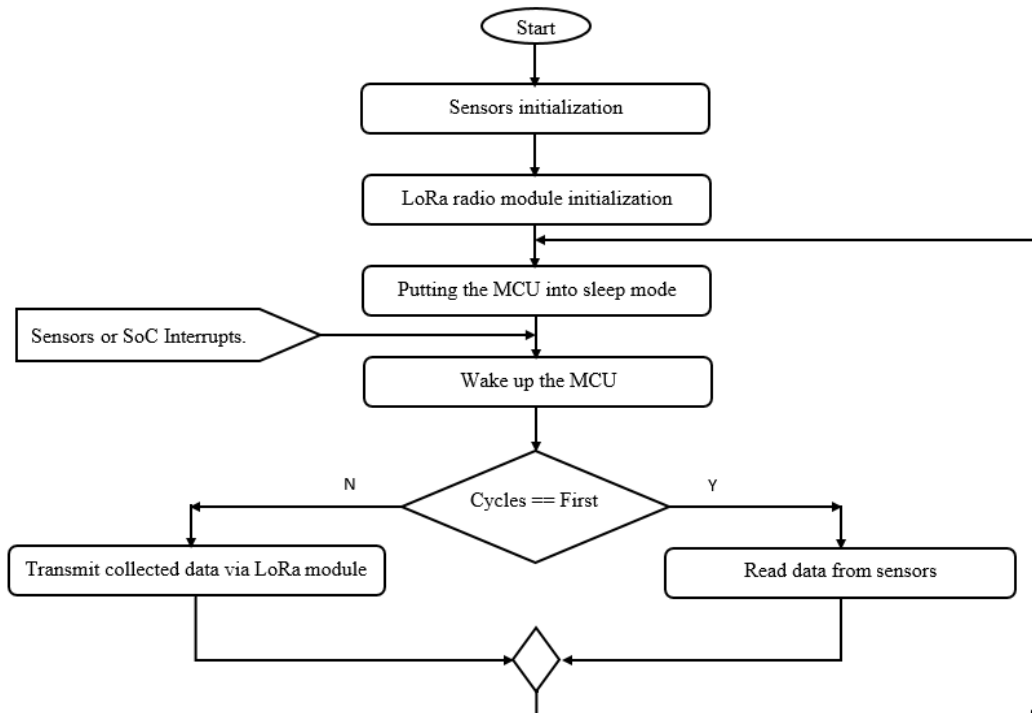 Start
Sensors initialization
LoRa radio module initialization
Putting the MCU into sleep mode
Sensors or SoC Interrupts.
Wake up the MCU
N
Cycles == First
Y
Transmit collected data via LoRa module
Read data from sensors